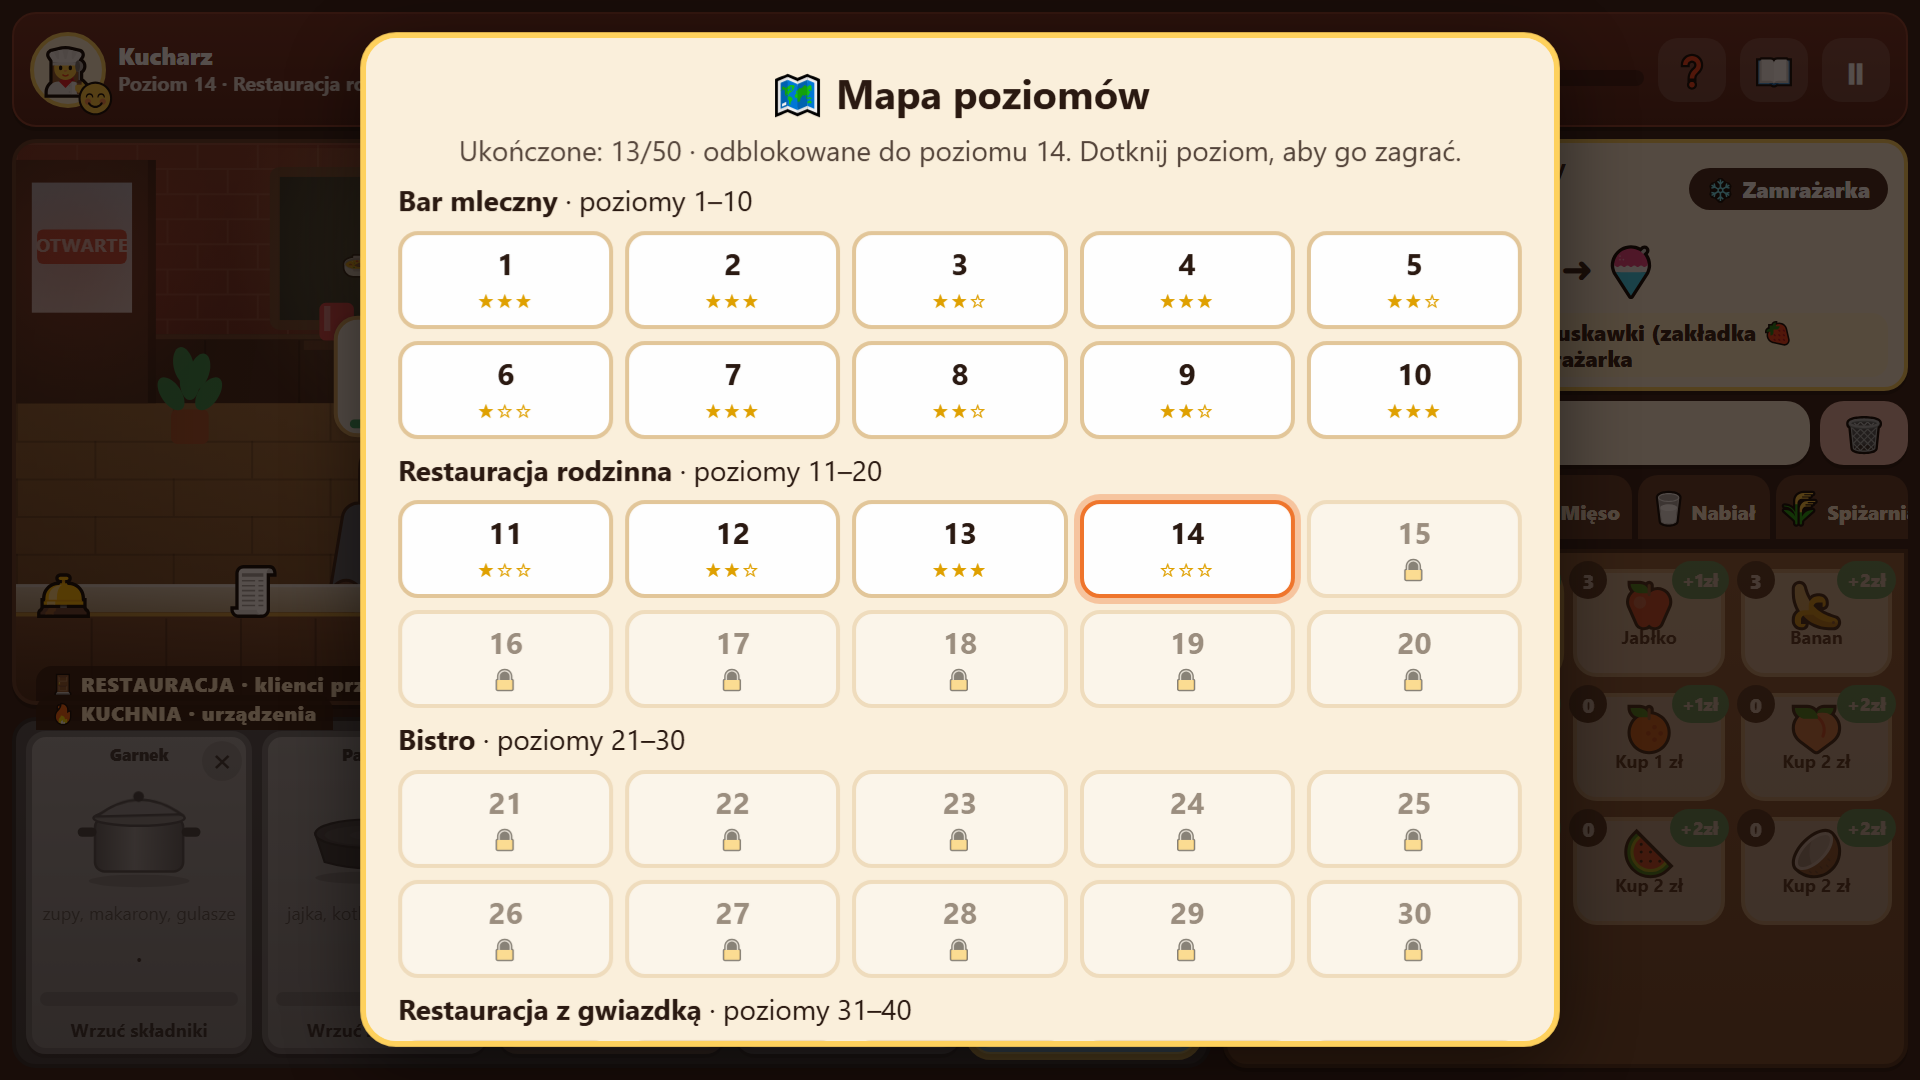 Kucharz
Poziom 14 · Restauracja
Mapa poziomów
Ukończone: 13/50 · odblokowane do poziomu 14. Dotknij poziom, aby go zagrać.
Zamrażarka
OTWARTE
Bar mleczny · poziomy 1–10
1 2 3 4 5
★★★ ★★★ ★★☆ ★★★ ★★☆
6 7 8 9 10
★☆☆ ★★★ ★★☆ ★★☆ ★★★
(zakładka
Restauracja rodzinna · poziomy 11–20
11 12 13 14 15
★☆☆ ★★☆ ★★★ ☆☆☆
16 17 18 19 20
Mięso Nabiał
3 +1zł 3 +2zł
Jabłko Banan
RESTAURACJA · klienci
KUCHNIA · urządzenia
0 +1zł 0 +2zł
Kup 1 zł Kup 2 zł
Bistro · poziomy 21–30
21 22 23 24 25
26 27 28 29 30
0 +2zł 0 +2zł
Kup 2 zł Kup 2 zł
Garnek
zupy, makarony, gulasze
jajka,
Wrzuć składniki
Wrzuć
Restauracja z gwiazdką · poziomy 31–40